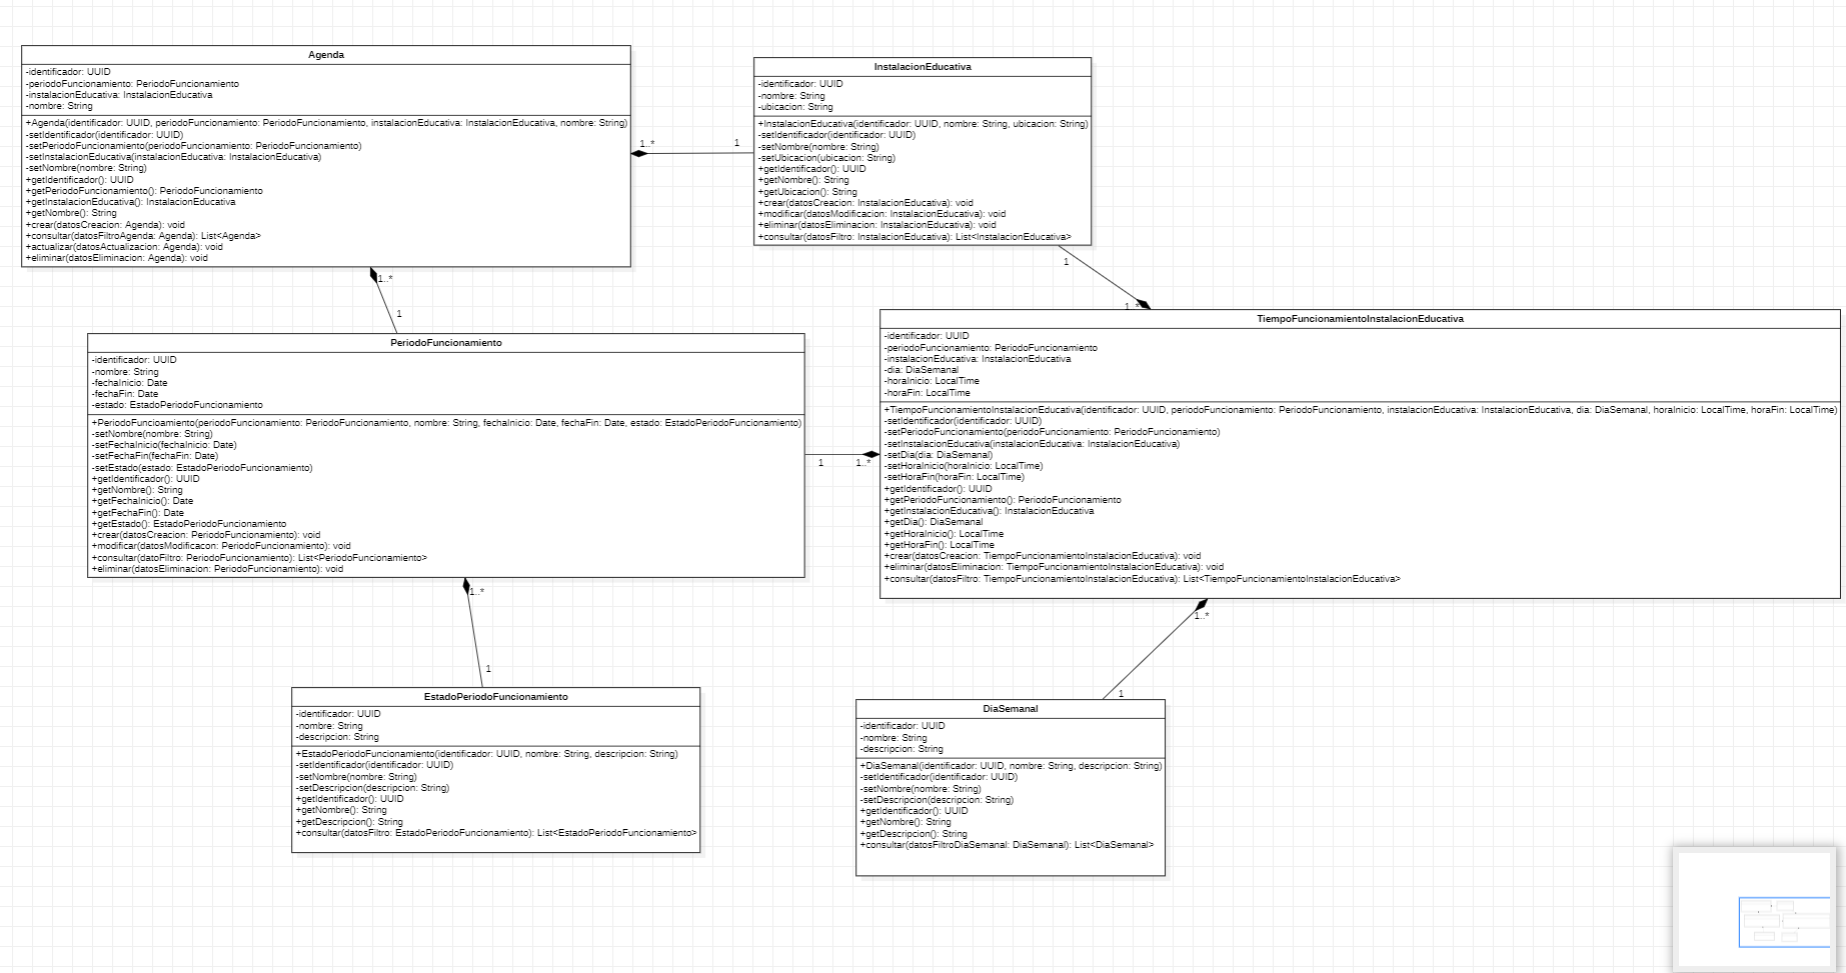 Agenda
-identificador: UUID
-periodoFuncionamiento: PeriodoFuncionamiento
-instalacionEducativa: InstalacionEducativa
-nombre: String
+Agenda(identificador: UUID, periodoFuncionamiento: PeriodoFuncionamiento, instalacionEducativa: InstalacionEducativa, nombre: String)
-setIdentificador(identificador: UUID)
-setPeriodoFuncionamiento(periodoFuncionamiento: PeriodoFuncionamiento)
-setInstalacionEducativa(instalacionEducativa: InstalacionEducativa)
-setNombre(nombre: String)
+getIdentificador(): UUID
+getPeriodoFuncionamiento(): PeriodoFuncionamiento
+getInstalacionEducativa(): InstalacionEducativa
+getNombre(): String
+crear(datosCreacion: Agenda): void
+consultar(datosFiltroAgenda: Agenda): List<Agenda>
+actualizar(datosActualizacion: Agenda): void
+eliminar(datosEliminacion: Agenda): void
1..*
1
InstalacionEducativa
-identificador: UUID
-nombre: String
-ubicacion: String
+InstalacionEducativa(identificador: UUID, nombre: String, ubicacion: String)
-setIdentificador(identificador: UUID)
-setNombre(nombre: String)
-setUbicacion(ubicacion: String)
+getIdentificador(): UUID
+getNombre(): String
+getUbicacion(): String
+crear(datosCreacion: InstalacionEducativa): void
+modificar(datosModificacion: InstalacionEducativa): void
+eliminar(datosEliminacion: InstalacionEducativa): void
+consultar(datosFiltro: InstalacionEducativa): List<InstalacionEducativa>
1..*
1
1
1..*
PeriodoFuncionamiento
-identificador: UUID
-nombre: String
-fechaInicio: Date
-fechaFin: Date
-estado: EstadoPeriodoFuncionamiento
+PeriodoFuncioamiento(periodoFuncionamiento: PeriodoFuncionamiento, nombre: String, fechaInicio: Date, fechaFin: Date, estado: EstadoPeriodoFuncionamiento)
-setNombre(nombre: String)
-setFechaInicio(fechaInicio: Date)
-setFechaFin(fechaFin: Date)
-setEstado(estado: EstadoPeriodoFuncionamiento)
+getIdentificador(): UUID
+getNombre(): String
+getFechaInicio(): Date
+getFechaFin(): Date
+getEstado(): EstadoPeriodoFuncionamiento
+crear(datosCreacion: PeriodoFuncionamiento): void
+modificar(datosModificacon: PeriodoFuncionamiento): void
+consultar(datoFiltro: PeriodoFuncionamiento): List<PeriodoFuncionamiento>
+eliminar(datosEliminacion: PeriodoFuncionamiento): void
1
1..*
TiempoFuncionamientoInstalacionEducativa
-identificador: UUID
-periodoFuncionamiento: PeriodoFuncionamiento
-instalacionEducativa: InstalacionEducativa
-dia: DiaSemanal
-horaInicio: LocalTime
-horaFin: LocalTime
+TiempoFuncionamientoInstalacionEducativa(identificador: UUID, periodoFuncionamiento: PeriodoFuncionamiento, instalacionEducativa: InstalacionEducativa, dia: DiaSemanal, horaInicio: LocalTime, horaFin: LocalTime)
-setIdentificador(identificador: UUID)
-setPeriodoFuncionamiento(periodoFuncionamiento: PeriodoFuncionamiento)
-setInstalacionEducativa(instalacionEducativa: InstalacionEducativa)
-setDia(dia: DiaSemanal)
-setHoraInicio(horaInicio: LocalTime)
-setHoraFin(horaFin: LocalTime)
+getIdentificador(): UUID
+getPeriodoFuncionamiento(): PeriodoFuncionamiento
+getInstalacionEducativa(): InstalacionEducativa
+getDia(): DiaSemanal
+getHoraInicio(): LocalTime
+getHoraFin(): LocalTime
+crear(datosCreacion: TiempoFuncionamientoInstalacionEducativa): void
+eliminar(datosEliminacion: TiempoFuncionamientoInstalacionEducativa): void
+consultar(datosFiltro: TiempoFuncionamientoInstalacionEducativa): List<TiempoFuncionamientoInstalacionEducativa>
1..*
1
1..*
1
EstadoPeriodoFuncionamiento
-identificador: UUID
-nombre: String
-descripcion: String
+EstadoPeriodoFuncionamiento(identificador: UUID, nombre: String, descripcion: String)
-setIdentificador(identificador: UUID)
-setNombre(nombre: String)
-setDescripcion(descripcion: String)
+getIdentificador(): UUID
+getNombre(): String
+getDescripcion(): String
+consultar(datosFiltro: EstadoPeriodoFuncionamiento): List<EstadoPeriodoFuncionamiento>
DiaSemanal
-identificador: UUID
-nombre: String
-descripcion: String
+DiaSemanal(identificador: UUID, nombre: String, descripcion: String)
-setIdentificador(identificador: UUID)
-setNombre(nombre: String)
-setDescripcion(descripcion: String)
+getIdentificador(): UUID
+getNombre(): String
+getDescripcion(): String
+consultar(datosFiltroDiaSemanal: DiaSemanal): List<DiaSemanal>